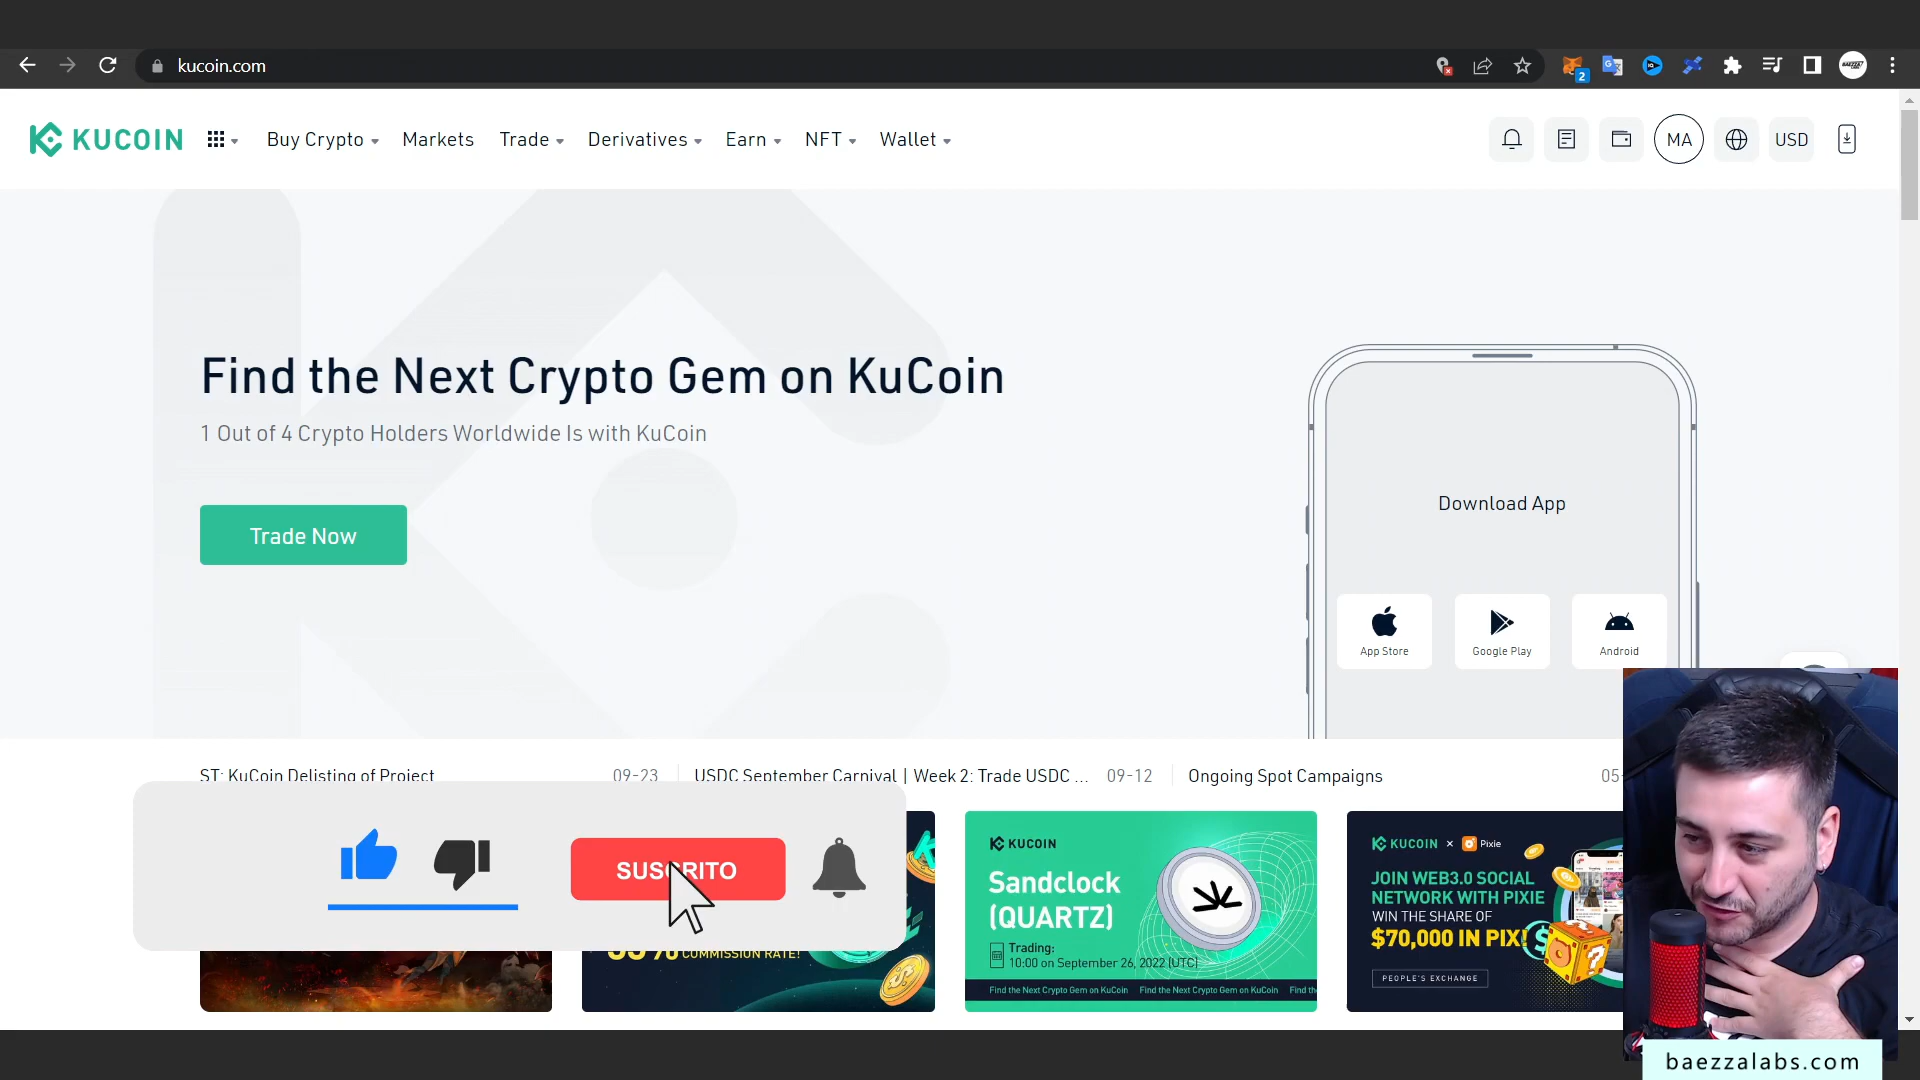 kucoin.com
2
KUCOIN
Buy Crypto
Markets
Trade
Derivatives
Earn
NFT
Wallet
MA
USD
Find the Next Crypto Gem on KuCoin
1 Out of 4 Crypto Holders Worldwide Is with KuCoin
Trade Now
Download App
App Store
Google Play
Android
ST: KuCoin Delisting of Project
09-23
USDC September Carnival | Week 2: Trade USDC ...
09-12
Ongoing Spot Campaigns
05-
SUSCRITO
COMMISSION RATE!
KUCOIN
Sandclock
(QUARTZ)
Trading:
10:00 on September 26, 2022 (UTC)
Find the Next Crypto Gem on KuCoin Find the Next Crypto Gem on KuCoin Find th
KUCOIN × Pixie
JOIN WEB3.0 SOCIAL
NETWORK WITH PIXIE
WIN THE SHARE OF
$70,000 IN PIX!
PEOPLE'S EXCHANGE
baezzalabs.com